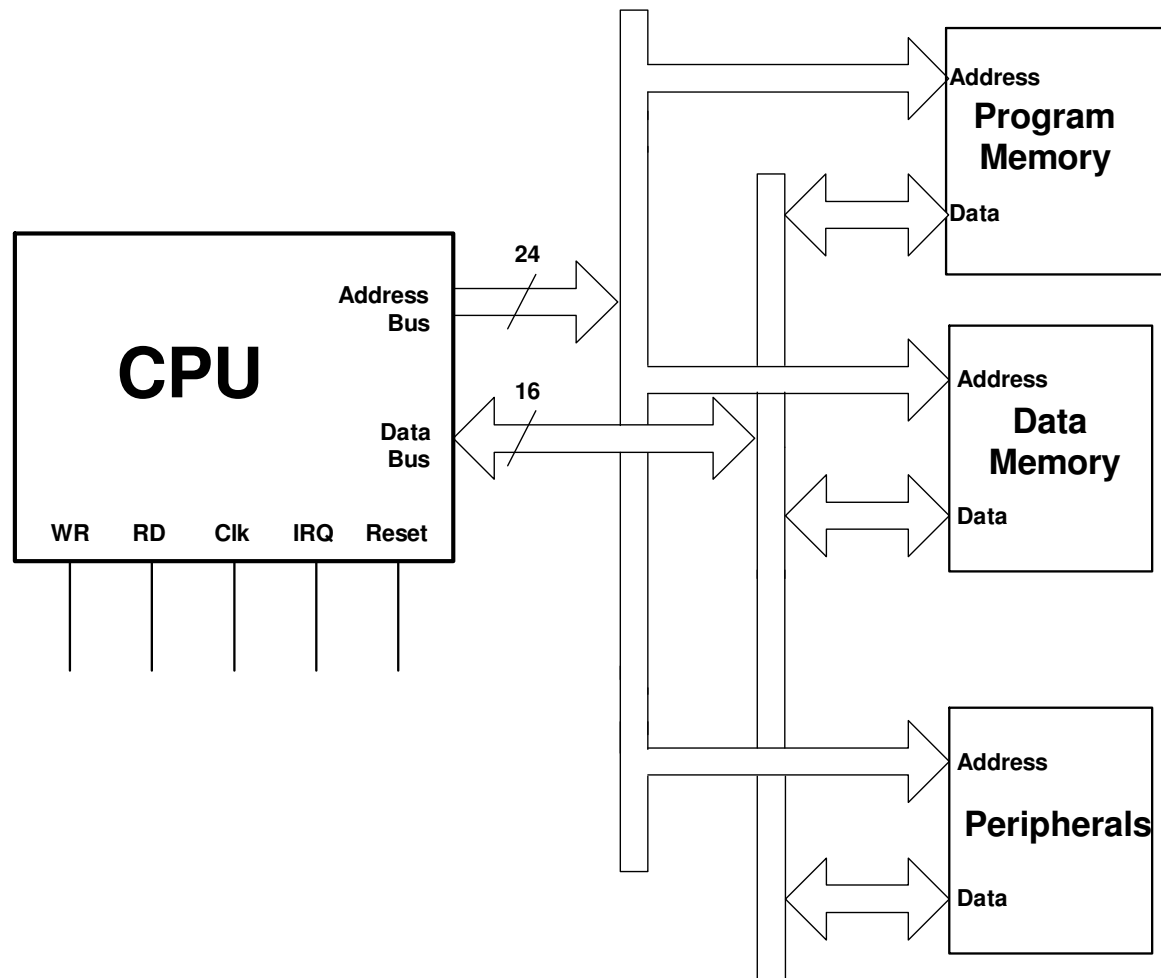 Address
Program
Memory
Data
24
Address
Bus
CPU
16
Data
Bus
WR RD Clk IRQ Reset
Address
Data
Memory
Data
Address
Peripherals
Data